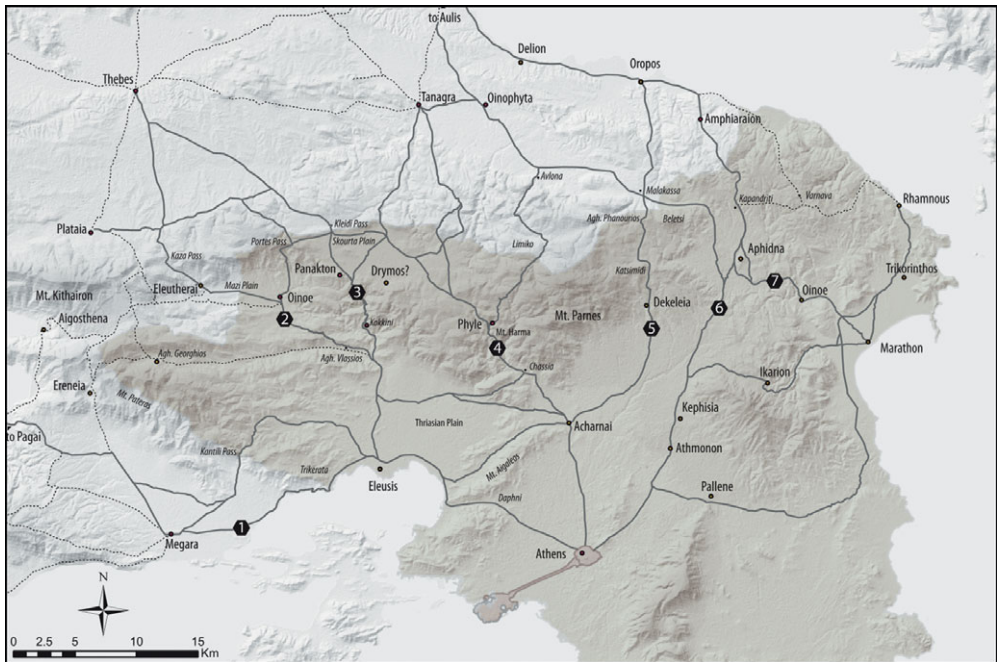 to Aulis
Delion
Oropos
Thebes
Tanagra
Oinophyta
Amphiaraion
Avlona
Malakassa
Kapandriti
Varnava
Rhamnous
Plataia
Kleidi Pass
Agh. Phanourios
Beletsi
Portes Pass
Skourta Plain
Limiko
Kaza Pass
Aphidna
Panakton
Drymos?
Katsimidi
Trikorinthos
Eleutherai
Mazi Plain
7
Mt. Kithairon
Oinoe
3
Oinoe
Dekeleia
6
Aigosthena
2
Kokkini
Phyle
Mt. Harma
Mt. Parnes
5
4
Marathon
Agh. Georghios
Agh. Vlassios
Chassia
Ikarion
Ereneia
Mt. Pateras
Kephisia
Thriasian Plain
Acharnai
to Pagai
Kantili Pass
Athmonon
Trikerata
Mt. Aigaleos
Eleusis
Pallene
Daphni
1
Megara
Athens
N
0 2.5 5 10 15
Km